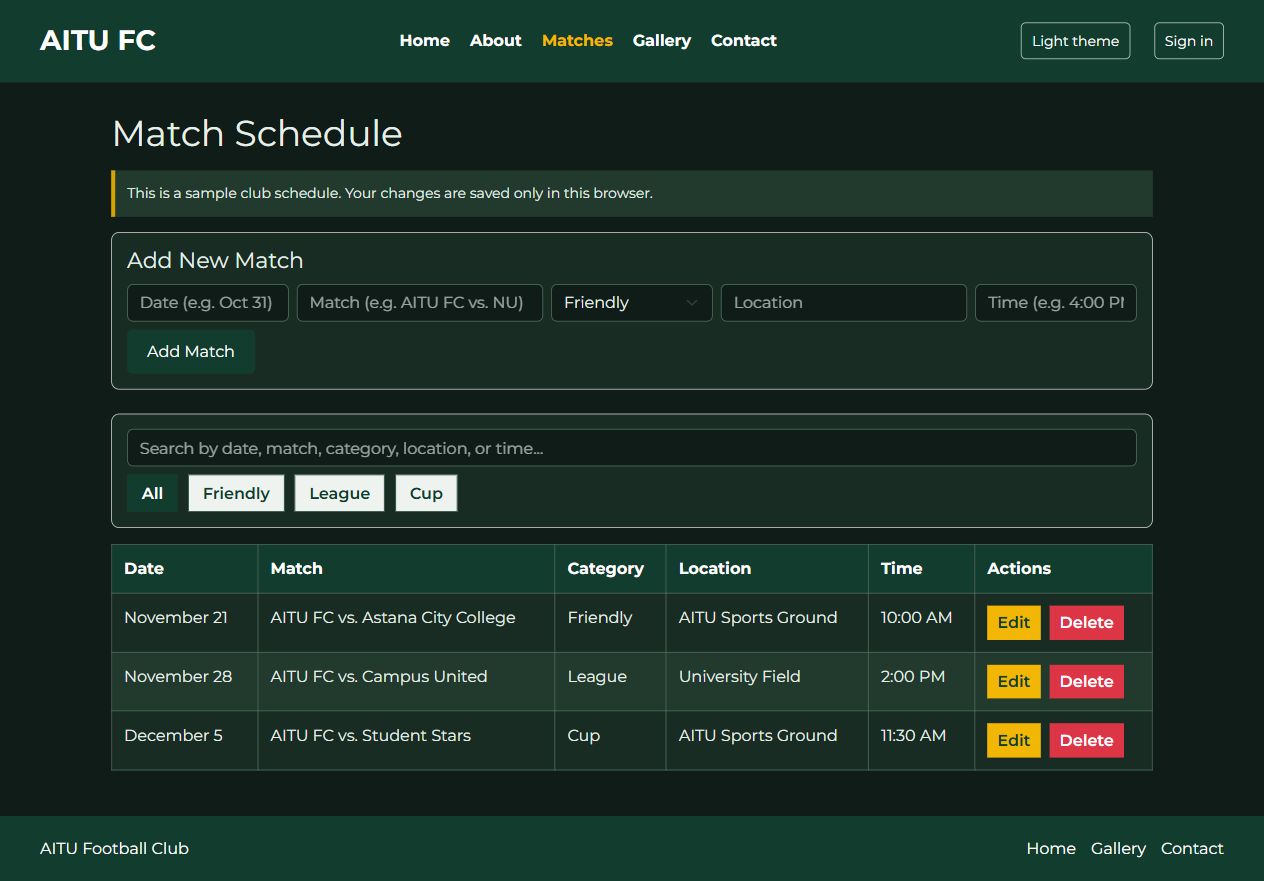 AITU FC
Home About Matches Gallery Contact
Light theme
Sign in
Match Schedule
This is a sample club schedule. Your changes are saved only in this browser.
Add New Match
Date (e.g. Oct 31) Match (e.g. AITU FC vs. NU) Friendly Location Time (e.g. 4:00 PM
Add Match
Search by date, match, category, location, or time...
All Friendly League Cup
Date Match Category Location Time Actions
November 21 AITU FC vs. Astana City College Friendly AITU Sports Ground 10:00 AM Edit Delete
November 28 AITU FC vs. Campus United League University Field 2:00 PM Edit Delete
December 5 AITU FC vs. Student Stars Cup AITU Sports Ground 11:30 AM Edit Delete
AITU Football Club
Home Gallery Contact